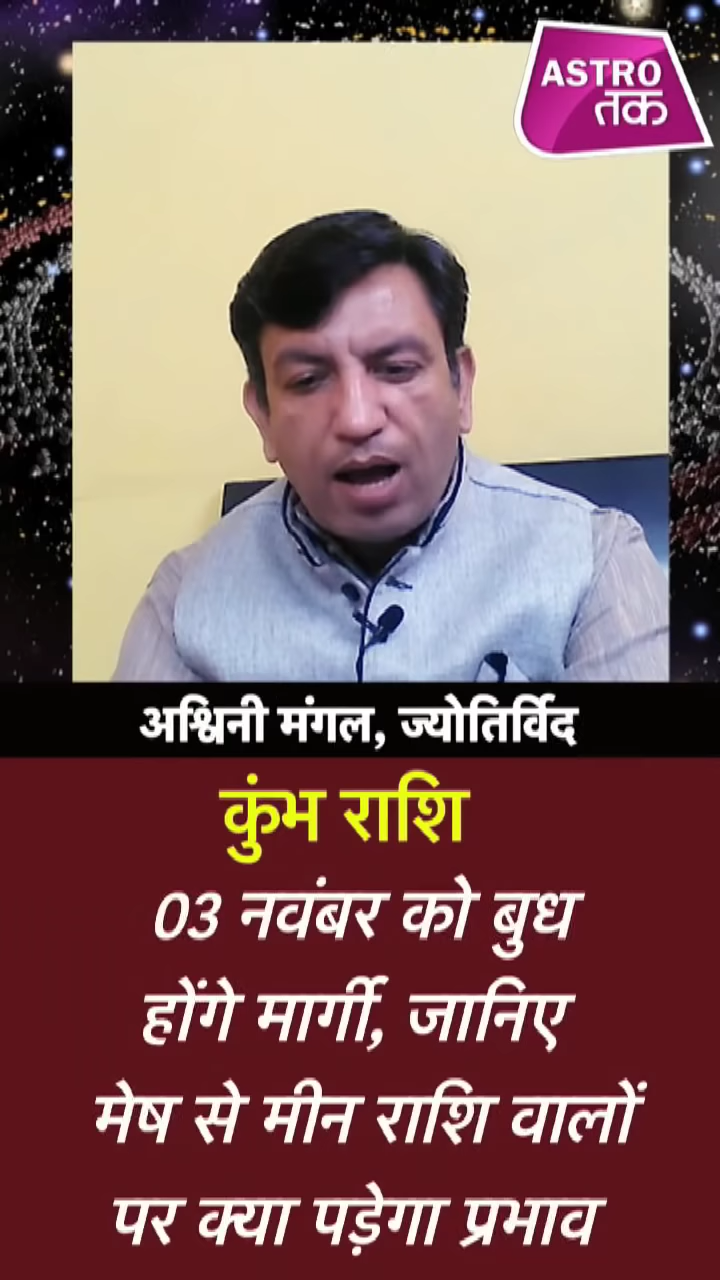 ASTRO
तक
अश्विनी मंगल, ज्योतिर्विद
कुंभ राशि
03 नवंबर को बुध
होंगे मार्गी, जानिए
मेष से मीन राशि वालों
पर क्या पड़ेगा प्रभाव